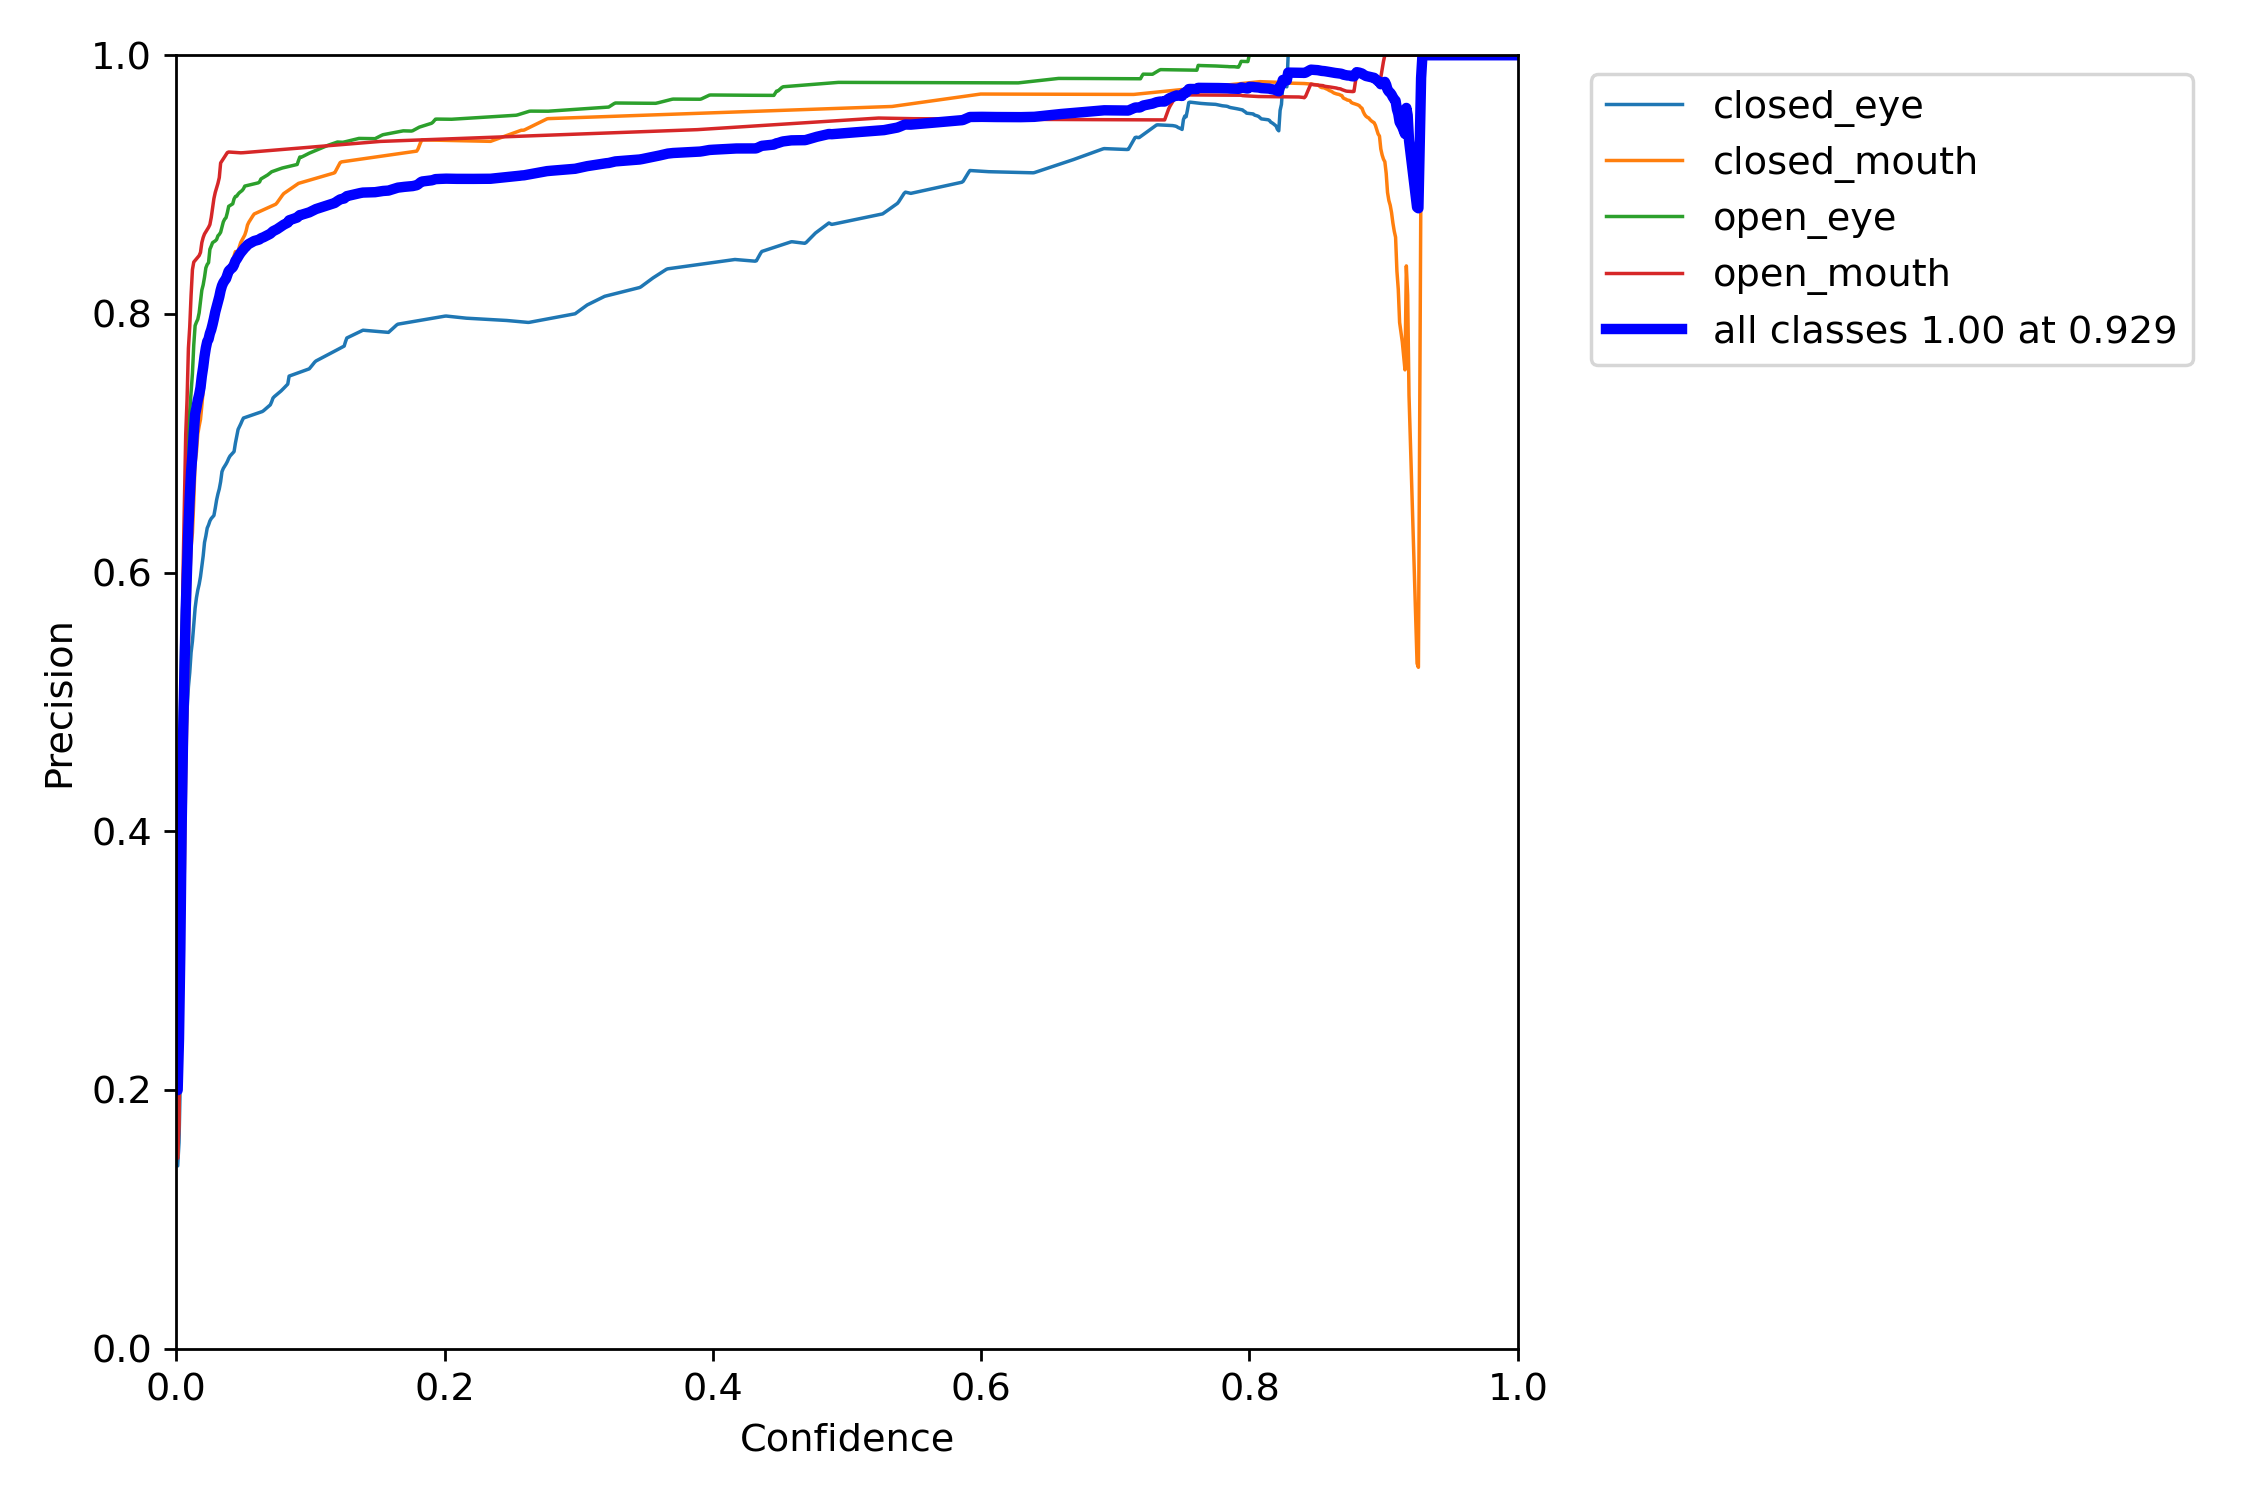 1.0
0.8
0.6
0.4
0.2
0.0
Precision
0.0 0.2 0.4 0.6 0.8 1.0
Confidence
closed_eye
closed_mouth
open_eye
open_mouth
all classes 1.00 at 0.929